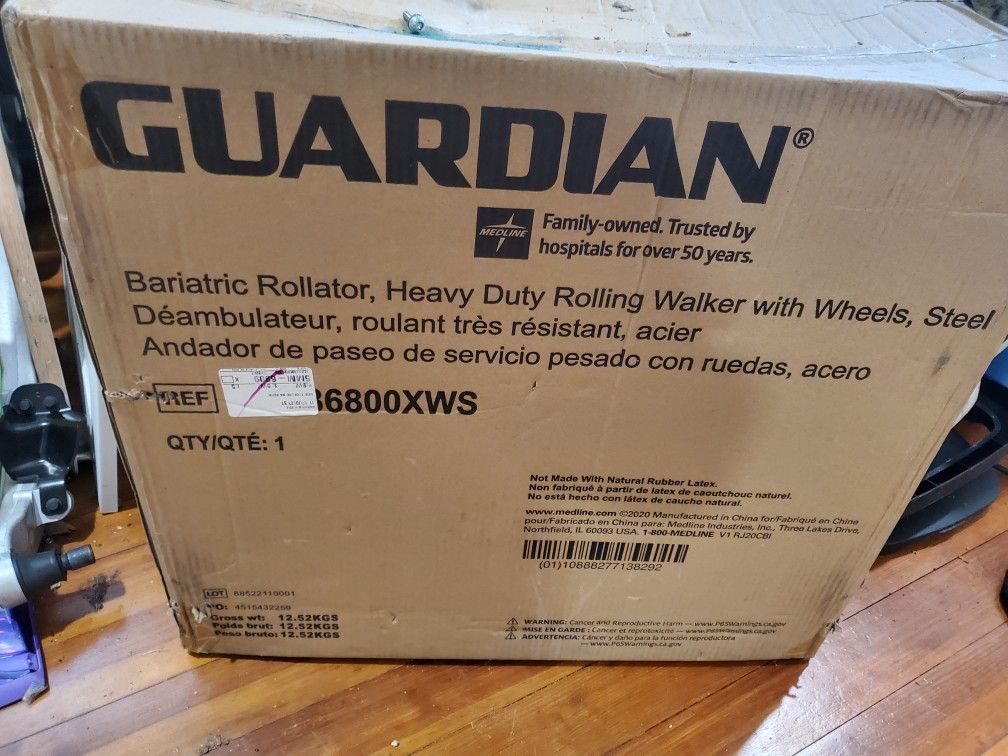 GUARDIAN®
MEDLINE
Family-owned. Trusted by
hospitals for over 50 years.
Bariatric Rollator, Heavy Duty Rolling Walker with Wheels, Steel
Déambulateur, roulant très résistant, acier
Andador de paseo de servicio pesado con ruedas, acero
REF 6800XWS
QTY/QTÉ: 1
Not Made With Natural Rubber Latex.
Non fabriqué à partir de latex de caoutchouc naturel.
No está hecho con látex de caucho natural.
www.medline.com ©2020 Manufactured in China for/Fabriqué en Chine
pour/Fabricado en China para: Medline Industries, Inc., Three Lakes Drive,
Northfield, IL 60093 USA. 1-800-MEDLINE V1 RJ20CBI
(01)10888277138292
LOT 88522110001
O: 4515432259
Gross wt: 12.52KGS
Poids brut: 12.52KGS
Peso bruto: 12.52KGS
WARNING: Cancer and Reproductive Harm — www.P65Warnings.ca.gov
MISE EN GARDE: Cancer et reprotoxicité — www.P65Warnings.ca.gov
ADVERTENCIA: Cáncer y daño para la función reproductora
— www.P65Warnings.ca.gov